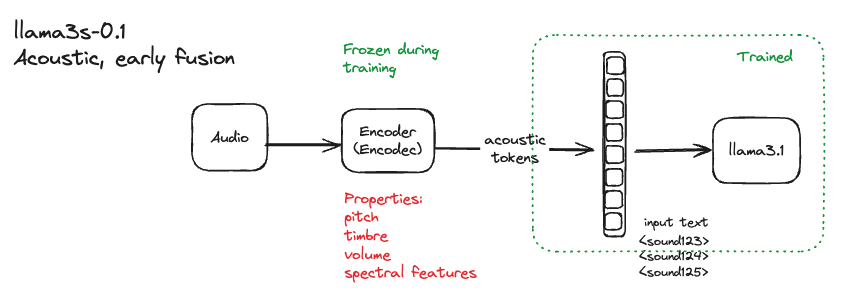 llama3s-0.1
Acoustic, early fusion
Frozen during
training
Trained
Audio
Encoder
(Encodec)
acoustic
tokens
llama3.1
Properties:
pitch
timbre
volume
spectral features
input text
<sound123>
<sound124>
<sound125>